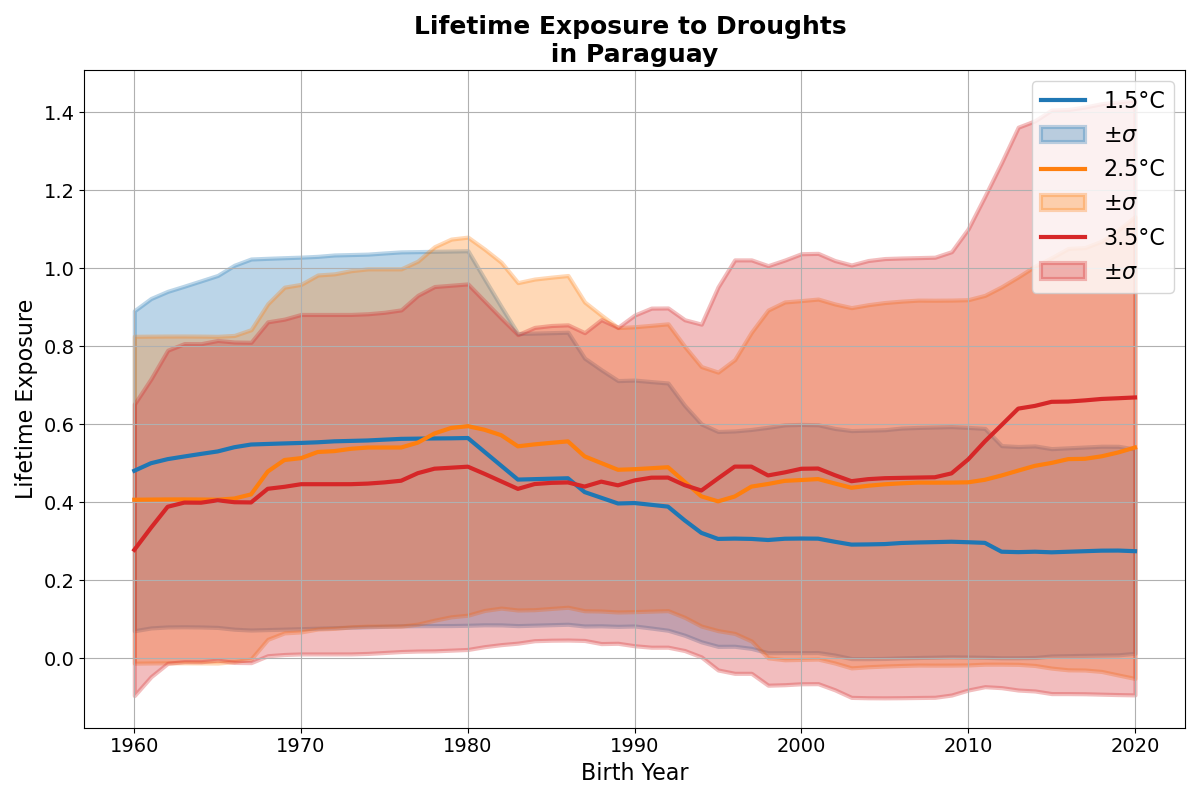 Lifetime Exposure to Droughts
in Paraguay
Lifetime Exposure
1.4
1.2
1.0
0.8
0.6
0.4
0.2
0.0
1960
1970
1980
1990
2000
2010
2020
Birth Year
1.5°C
±σ
2.5°C
±σ
3.5°C
±σ